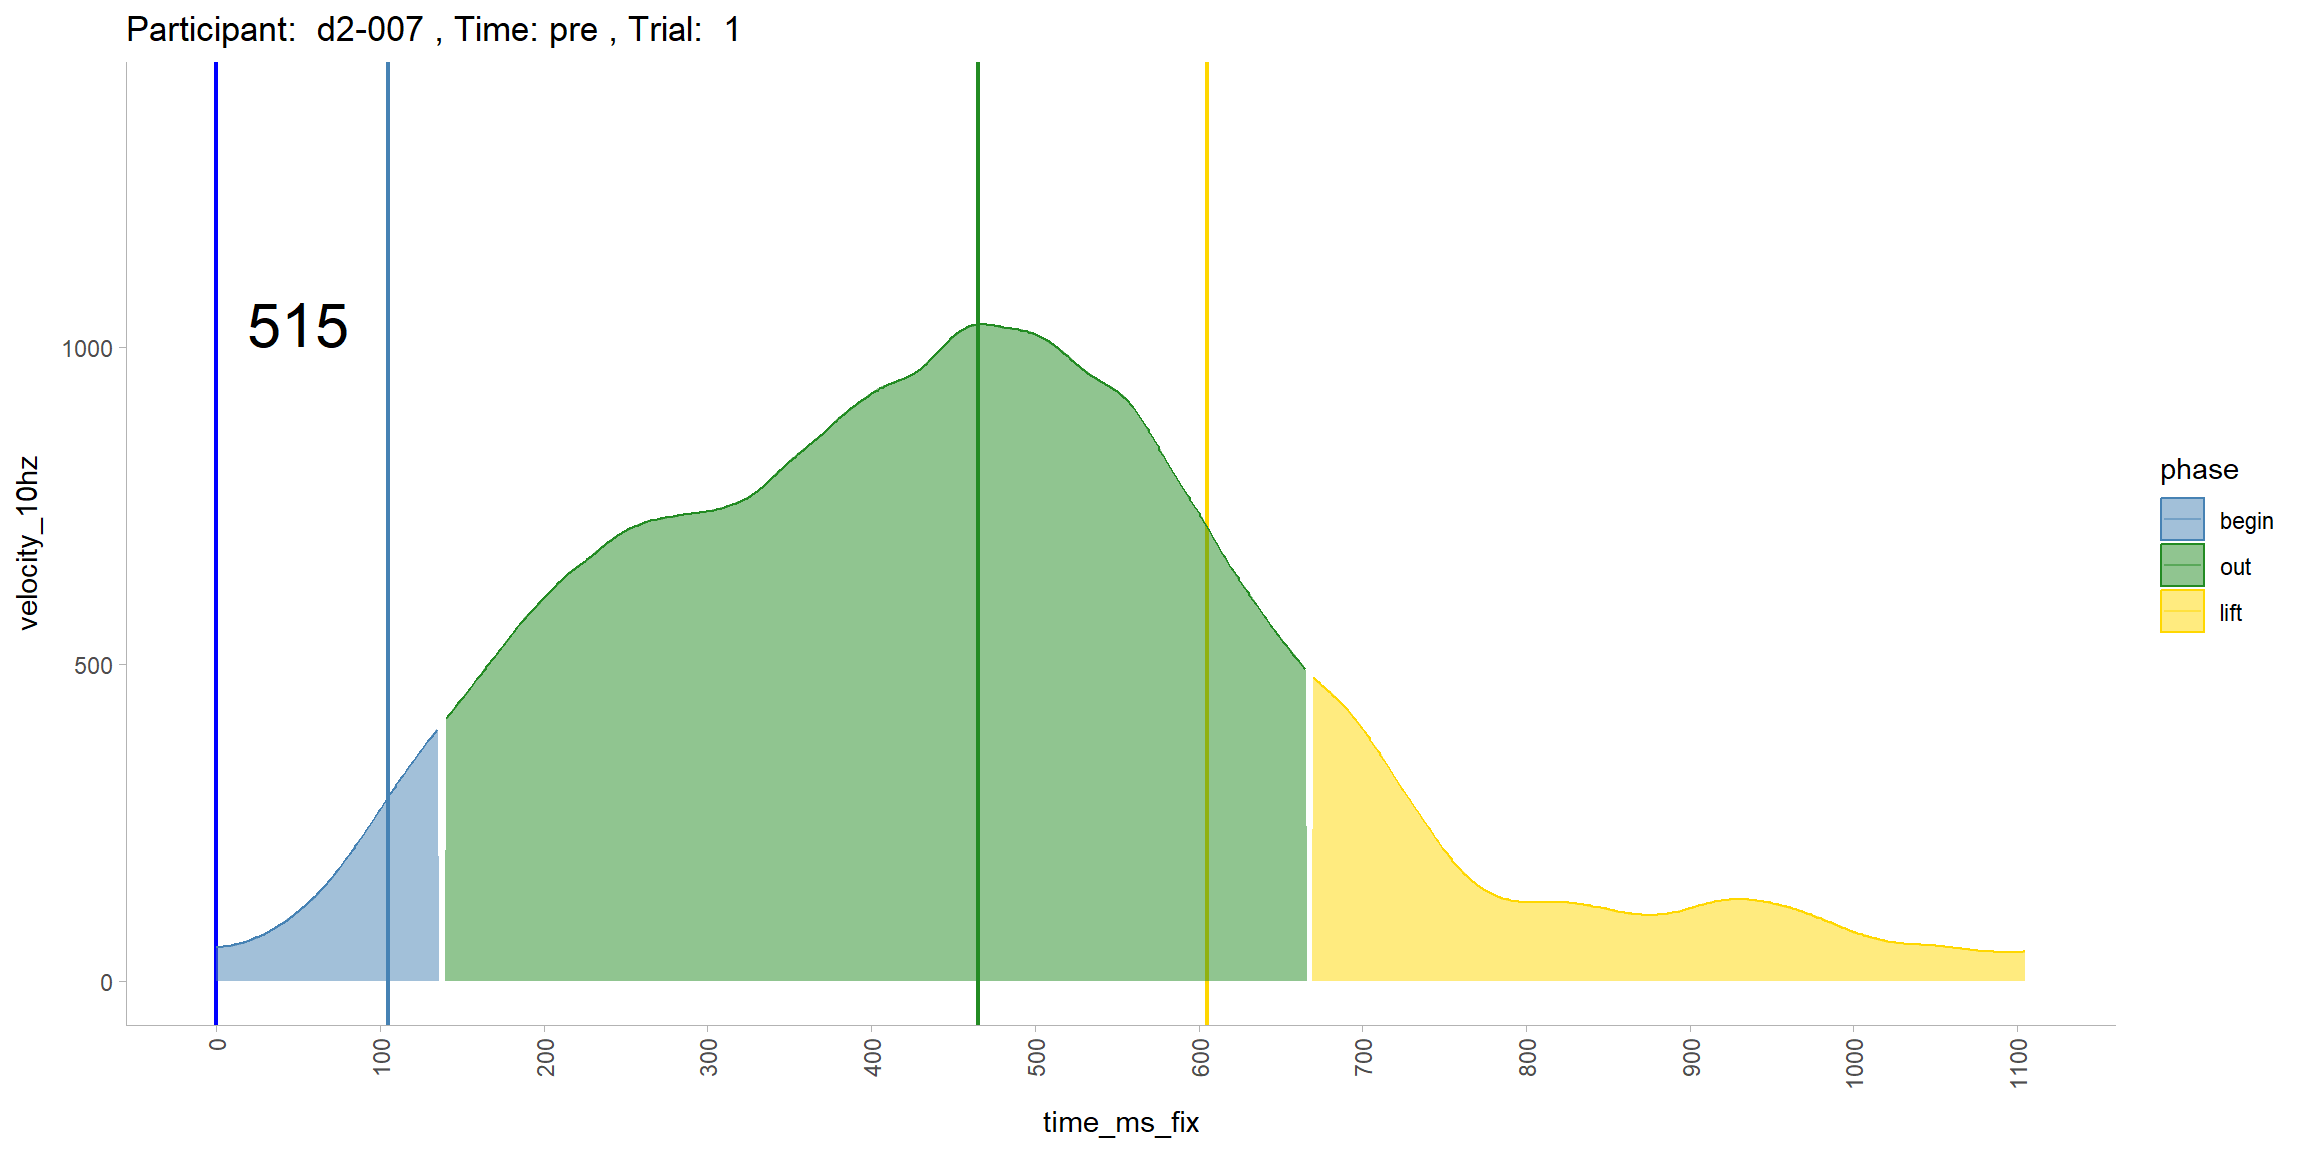 Participant:  d2-007 , Time: pre , Trial:  1
515
1000
500
0
velocity_10hz
0
100
200
300
400
500
600
700
800
900
1000
1100
time_ms_fix
phase
begin
out
lift